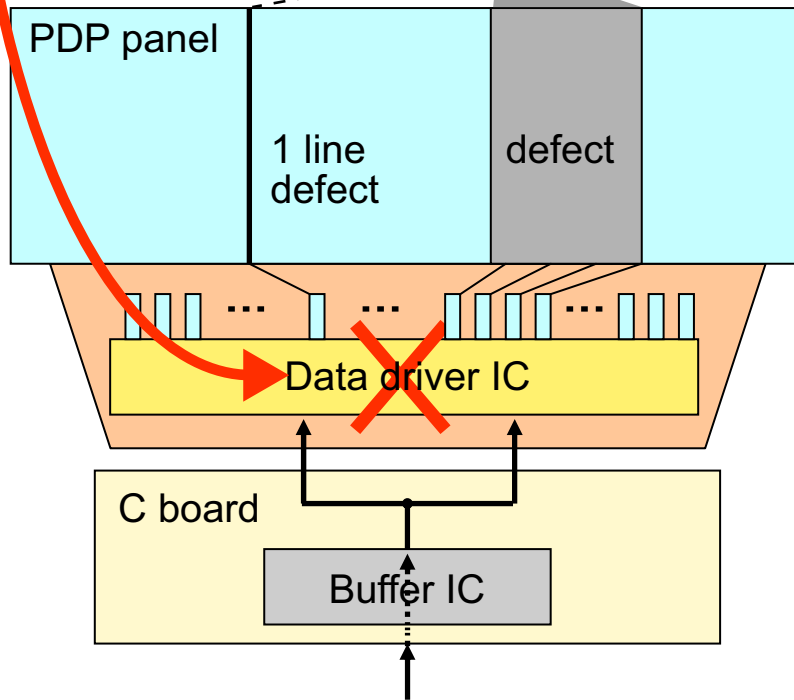 PDP panel
1 line
defect
defect
... ... ...
Data driver IC
C board
Buffer IC